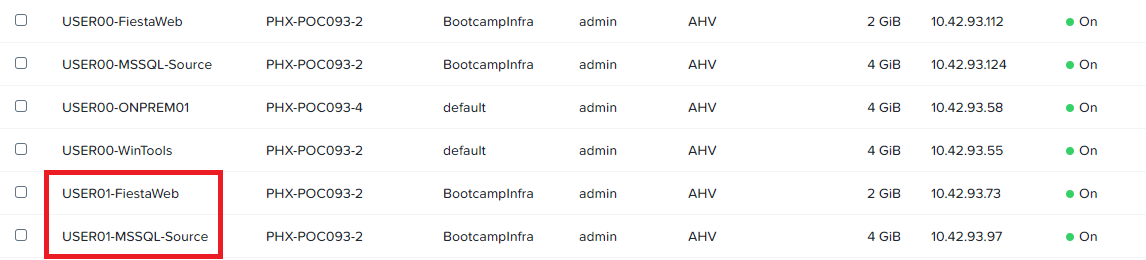 USER00-FiestaWeb PHX-POC093-2 BootcampInfra admin AHV 2 GiB 10.42.93.112 On
USER00-MSSQL-Source PHX-POC093-2 BootcampInfra admin AHV 4 GiB 10.42.93.124 On
USER00-ONPREM01 PHX-POC093-4 default admin AHV 4 GiB 10.42.93.58 On
USER00-WinTools PHX-POC093-2 default admin AHV 4 GiB 10.42.93.55 On
USER01-FiestaWeb PHX-POC093-2 BootcampInfra admin AHV 2 GiB 10.42.93.73 On
USER01-MSSQL-Source PHX-POC093-2 BootcampInfra admin AHV 4 GiB 10.42.93.97 On